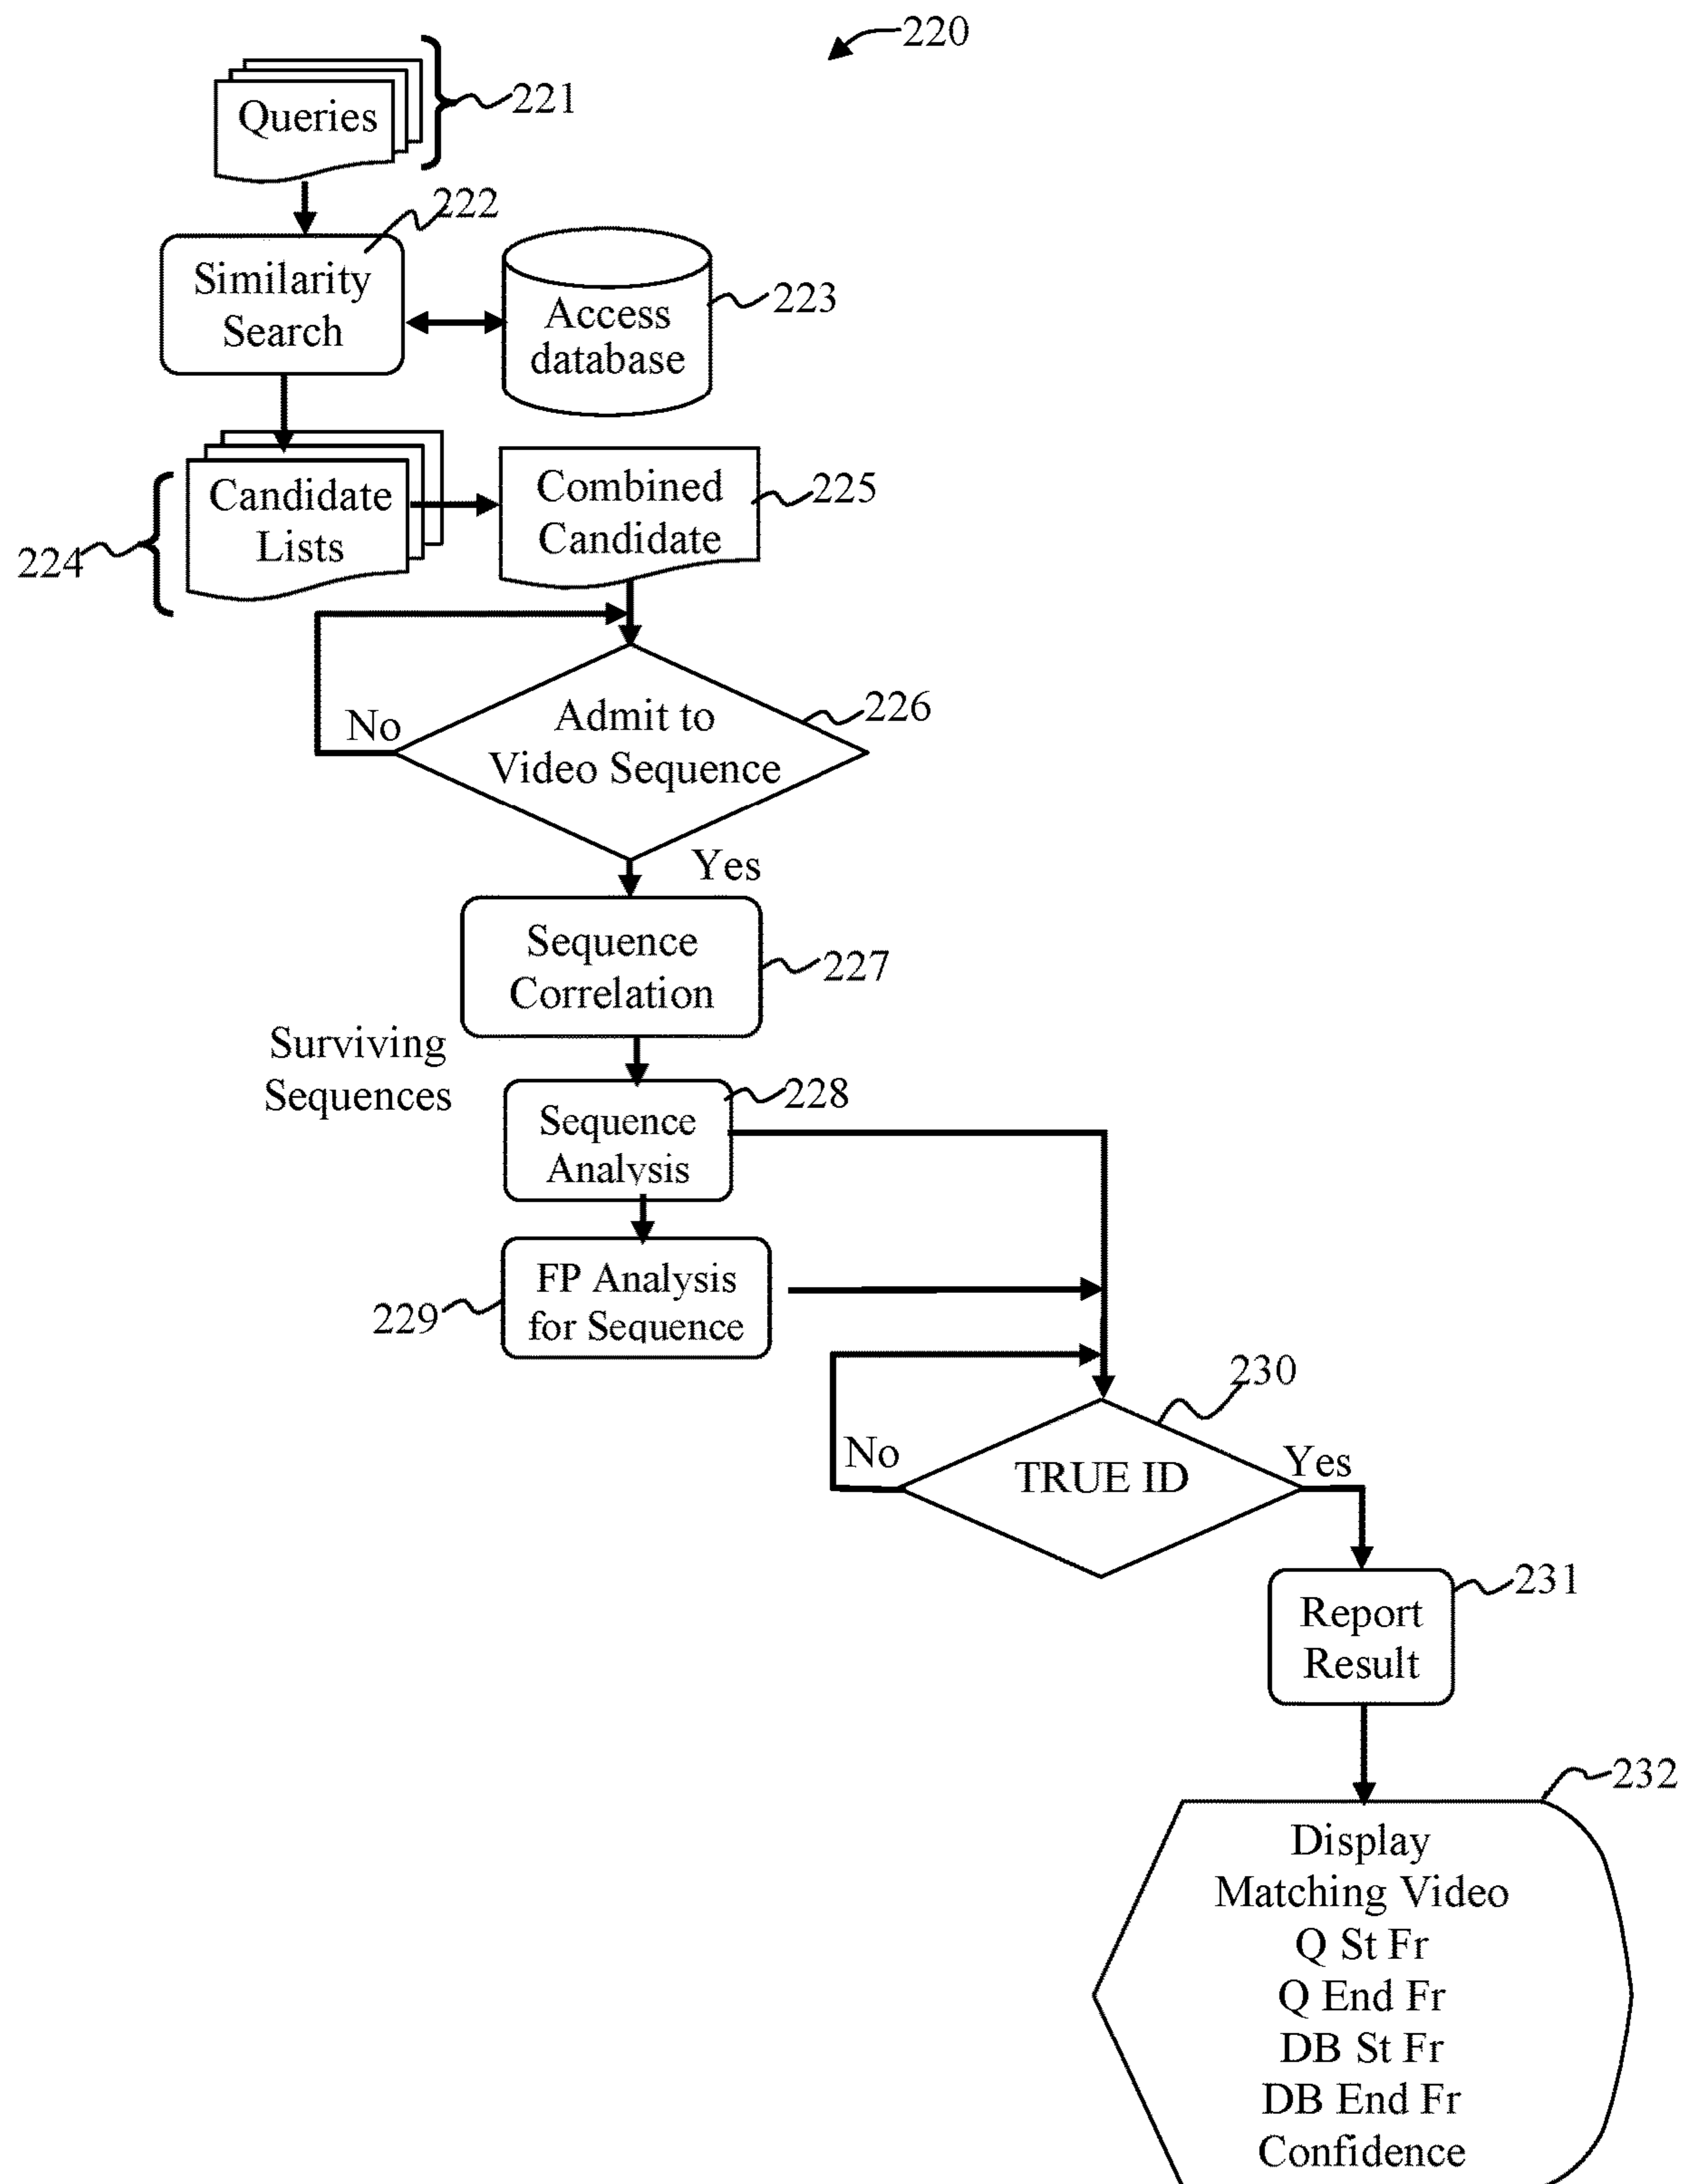 220
Queries
221
222
Similarity
Search
Access
database
223
Candidate
Lists
224
Combined
Candidate
225
Admit to
Video Sequence
226
No
Yes
Sequence
Correlation
227
Surviving
Sequences
228
Sequence
Analysis
FP Analysis
for Sequence
229
230
No
TRUE ID
Yes
231
Report
Result
232
Display
Matching Video
Q St Fr
Q End Fr
DB St Fr
DB End Fr
Confidence